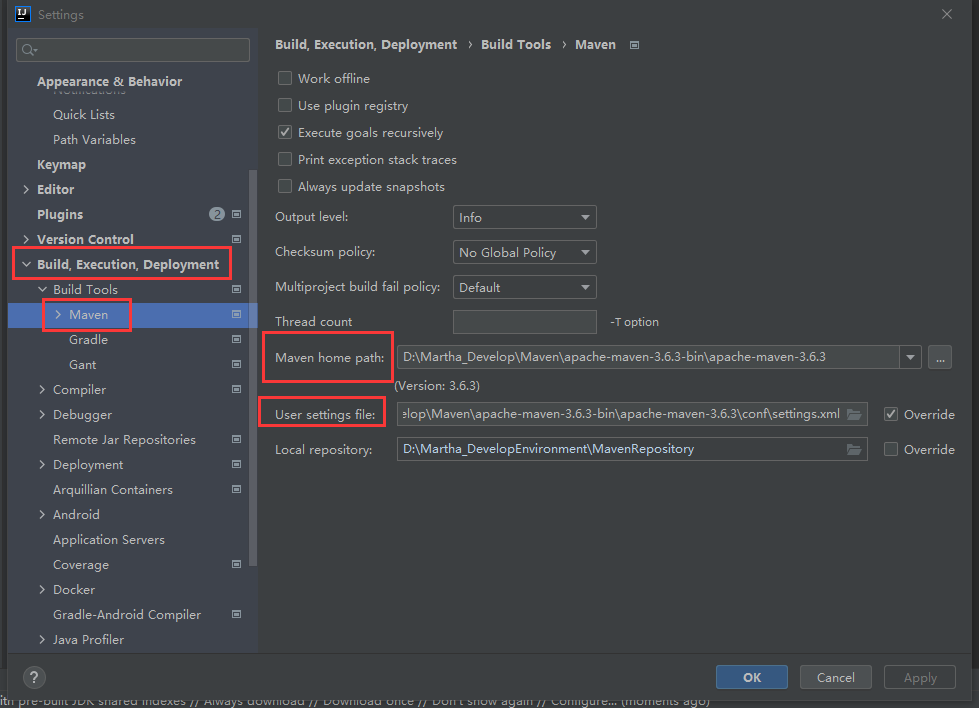 Settings
Build, Execution, Deployment › Build Tools › Maven
Appearance & Behavior
Notifications
Quick Lists
Path Variables
Keymap
Editor
Plugins 2
Version Control
Build, Execution, Deployment
Build Tools
Maven
Gradle
Gant
Compiler
Debugger
Remote Jar Repositories
Deployment
Arquillian Containers
Android
Application Servers
Coverage
Docker
Gradle-Android Compiler
Java Profiler
Work offline
Use plugin registry
Execute goals recursively
Print exception stack traces
Always update snapshots
Output level: Info
Checksum policy: No Global Policy
Multiproject build fail policy: Default
Thread count -T option
Maven home path: D:\Martha_Develop\Maven\apache-maven-3.6.3-bin\apache-maven-3.6.3 ...
(Version: 3.6.3)
User settings file: elop\Maven\apache-maven-3.6.3-bin\apache-maven-3.6.3\conf\settings.xml Override
Local repository: D:\Martha_DevelopEnvironment\MavenRepository Override
? OK Cancel Apply
ith pre-built JDK shared indexes // Always download // Download once // Don't show again // Configure... (moments ago)